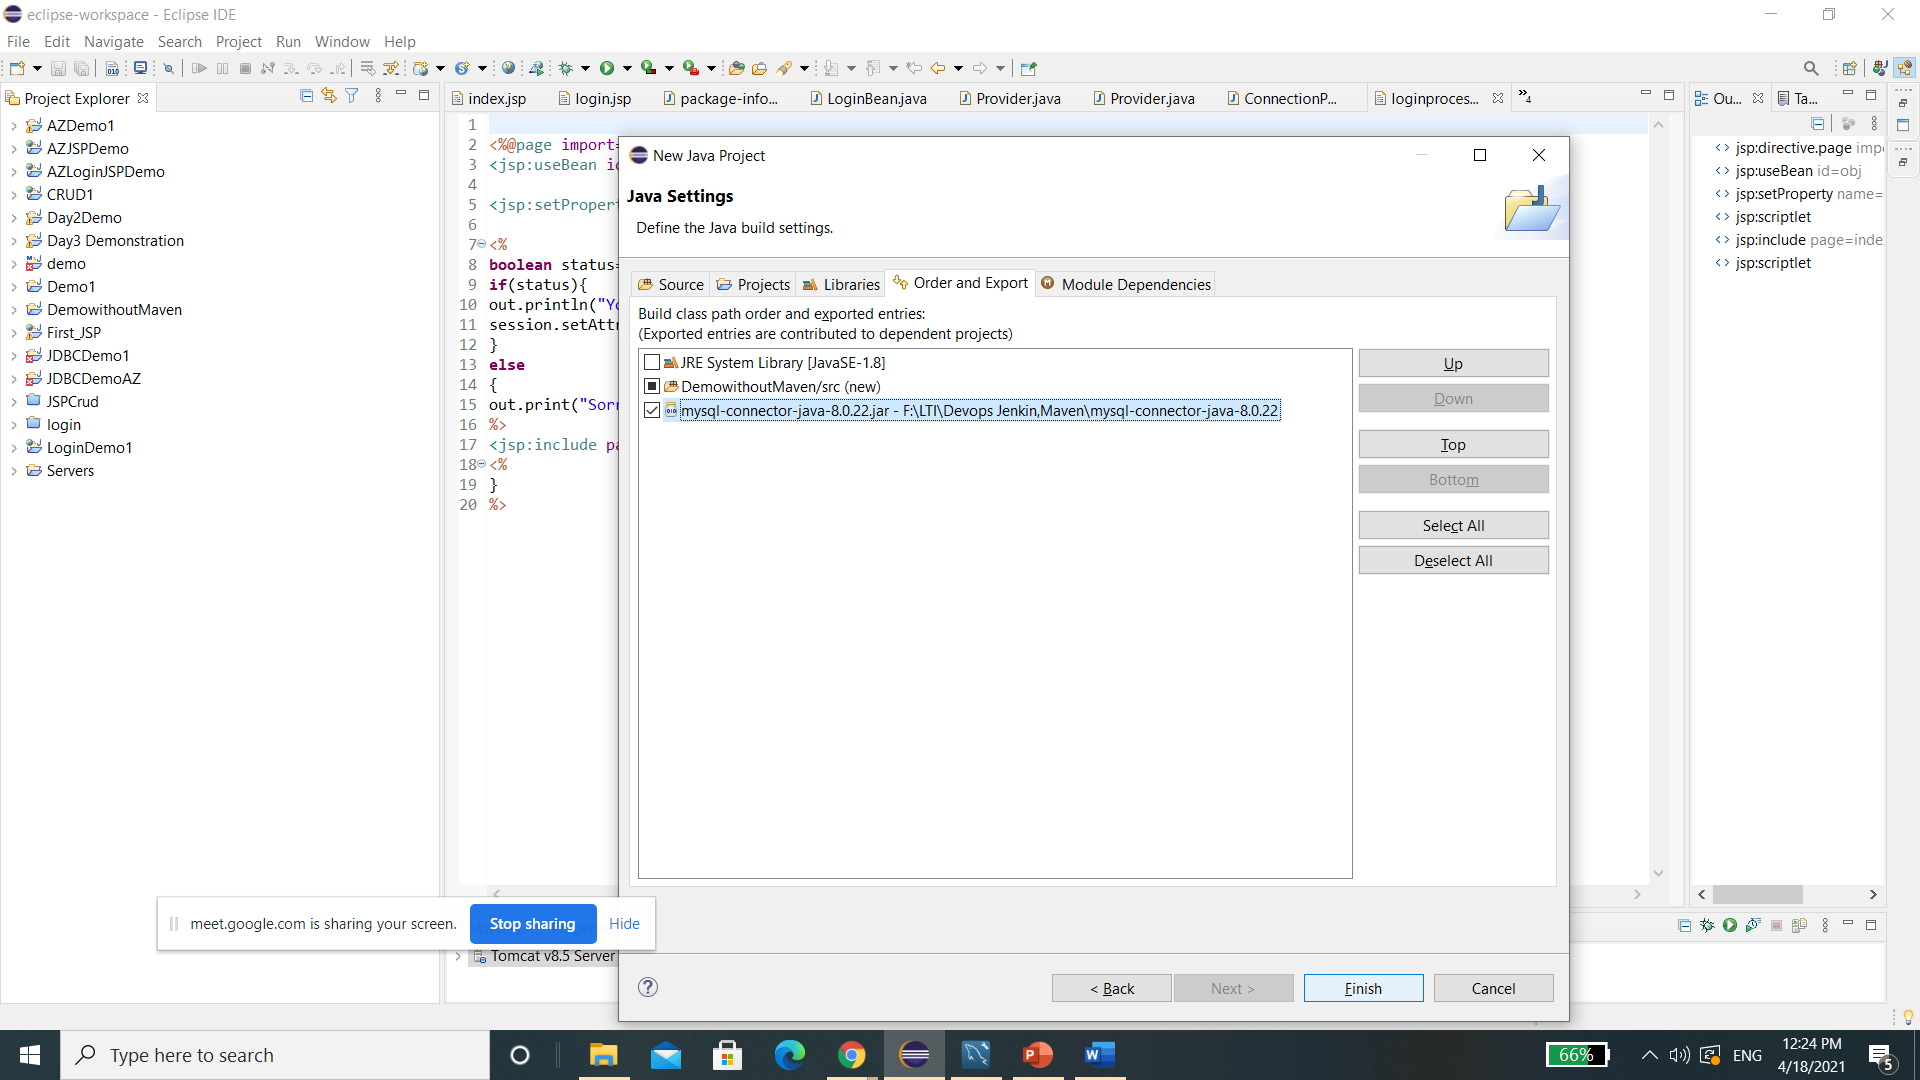 eclipse-workspace - Eclipse IDE
File Edit Navigate Search Project Run Window Help
Project Explorer
AZDemo1
AZJSPDemo
AZLoginJSPDemo
CRUD1
Day2Demo
Day3 Demonstration
demo
Demo1
DemowithoutMaven
First_JSP
JDBCDemo1
JDBCDemoAZ
JSPCrud
login
LoginDemo1
Servers
index.jsp login.jsp package-info... LoginBean.java Provider.java Provider.java ConnectionP... loginproces... »4
1
2 <%@page import=
3 <jsp:useBean id
4
5 <jsp:setPropert
6
7 <%
8 boolean status=
9 if(status){
10 out.println("Yo
11 session.setAttr
12 }
13 else
14 {
15 out.print("Sorr
16 %>
17 <jsp:include pa
18 <%
19 }
20 %>
New Java Project
Java Settings
Define the Java build settings.
Source Projects Libraries Order and Export Module Dependencies
Build class path order and exported entries:
(Exported entries are contributed to dependent projects)
JRE System Library [JavaSE-1.8]
DemowithoutMaven/src (new)
mysql-connector-java-8.0.22.jar - F:\LTI\Devops Jenkin,Maven\mysql-connector-java-8.0.22
Up
Down
Top
Bottom
Select All
Deselect All
< Back Next > Finish Cancel
Ou... Ta...
jsp:directive.page impo
jsp:useBean id=obj
jsp:setProperty name=
jsp:scriptlet
jsp:include page=inde
jsp:scriptlet
meet.google.com is sharing your screen. Stop sharing Hide
Tomcat v8.5 Server
Type here to search
66% ENG
12:24 PM
4/18/2021
5